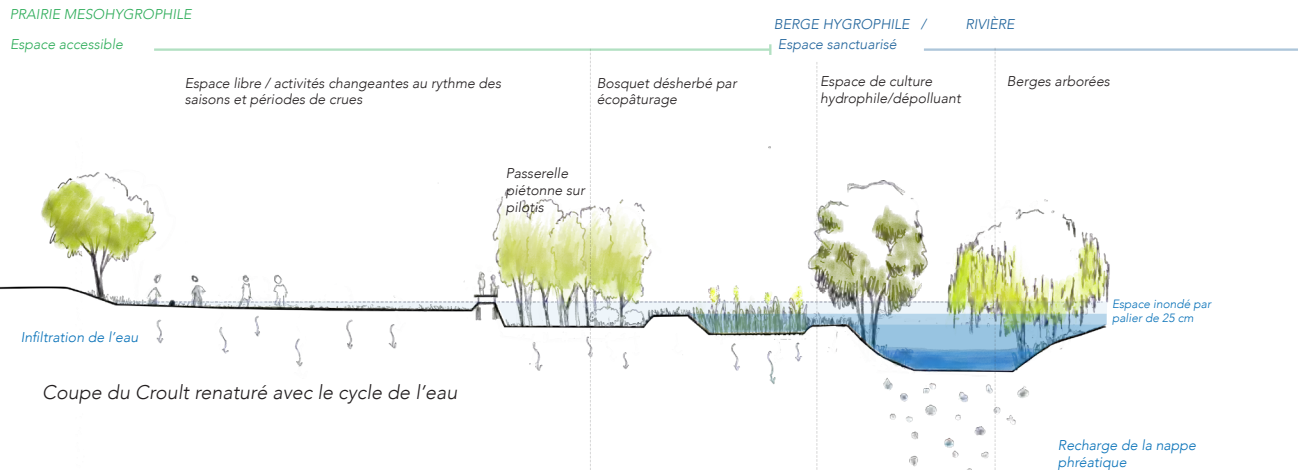 PRAIRIE MESOHYGROPHILE
BERGE HYGROPHILE / RIVIÈRE
Espace accessible
Espace sanctuarisé
Espace libre / activités changeantes au rythme des
saisons et périodes de crues
Bosquet désherbé par
écopâturage
Espace de culture
hydrophile/dépolluant
Berges arborées
Passerelle
piétonne sur
pilotis
Espace inondé par
palier de 25 cm
Infiltration de l'eau
Coupe du Croult renaturé avec le cycle de l'eau
Recharge de la nappe
phréatique